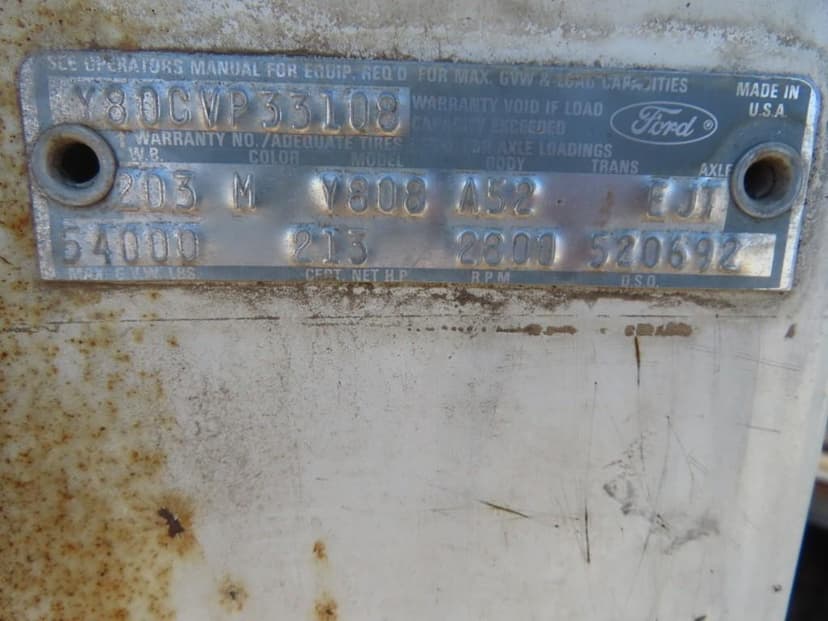 SEE OPERATORS MANUAL FOR EQUIP. REQ'D FOR MAX. GVW & LOAD CAPACITIES
Y80CVP33108 WARRANTY VOID IF LOAD
CAPACITY EXCEEDED
Ford
MADE IN
U.S.A
WARRANTY NO./ADEQUATE TIRES FOR AXLE LOADINGS
W.B. COLOR MODEL BODY TRANS AXLE
203 M Y808 A52
54000 213 2800 520692
MAX. G.V.W. LBS CERT. NET H.P. R.P.M D.S.O.